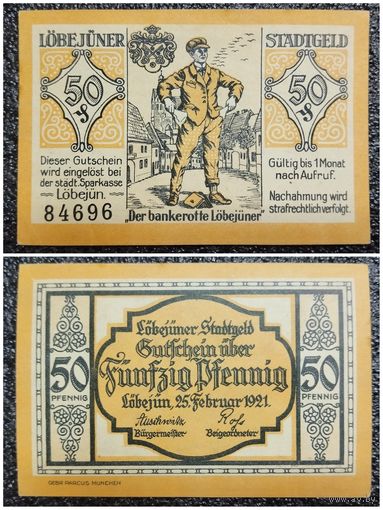 LÖBEJÜNER STADTGELD
50
50
Dieser Gutschein
wird eingelöst bei
der städt. Sparkasse
Löbejün.
84696
Gültig bis 1 Monat
nach Aufruf.
Nachahmung wird
strafrechtlich verfolgt.
„Der bankerotte Löbejüner"
Löbejüner Stadtgeld
Gutschein über
Fünfzig Pfennig
Löbejün, 25. Februar 1921.
Bürgermeister Beigeordneter
50
PFENNIG
50
PFENNIG
GEBR. PARCUS MÜNCHEN